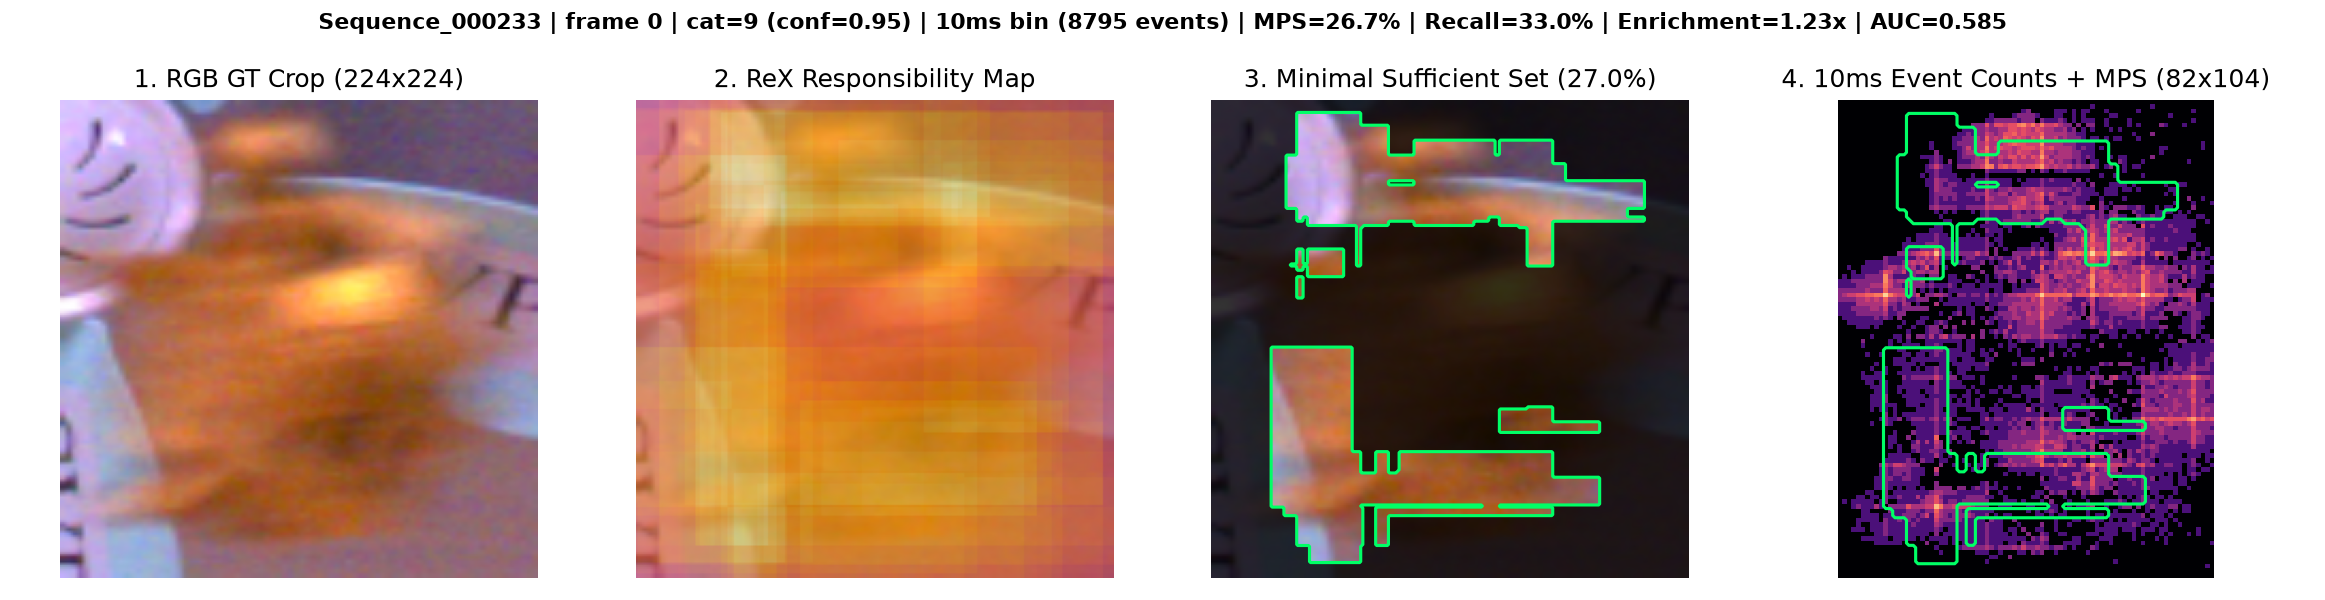 Sequence_000233 | frame 0 | cat=9 (conf=0.95) | 10ms bin (8795 events) | MPS=26.7% | Recall=33.0% | Enrichment=1.23x | AUC=0.585
1. RGB GT Crop (224x224)
2. ReX Responsibility Map
3. Minimal Sufficient Set (27.0%)
4. 10ms Event Counts + MPS (82x104)